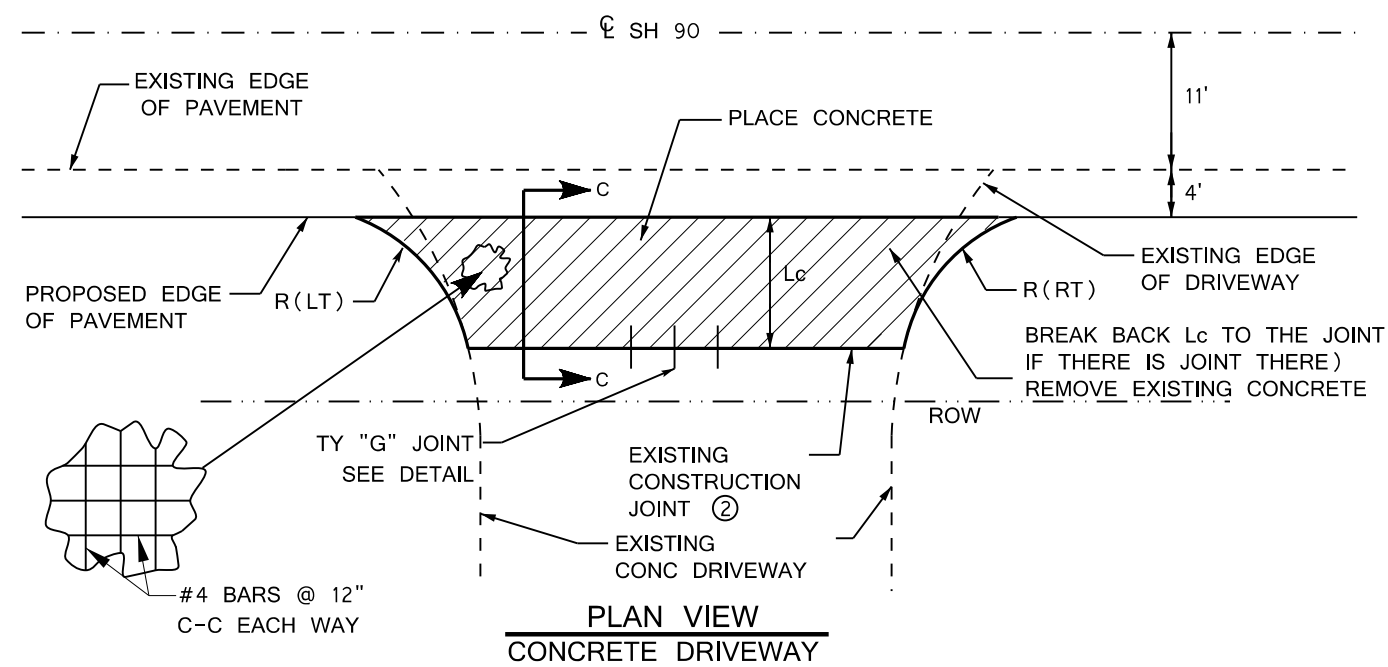 ℄ SH 90
EXISTING EDGE
OF PAVEMENT
11'
PLACE CONCRETE
C
4'
EXISTING EDGE
OF DRIVEWAY
PROPOSED EDGE
OF PAVEMENT
R(LT)
Lc
R(RT)
BREAK BACK Lc TO THE JOINT
IF THERE IS JOINT THERE)
REMOVE EXISTING CONCRETE
C
ROW
TY "G" JOINT
SEE DETAIL
EXISTING
CONSTRUCTION
JOINT ②
EXISTING
CONC DRIVEWAY
#4 BARS @ 12"
C-C EACH WAY
PLAN VIEW
CONCRETE DRIVEWAY